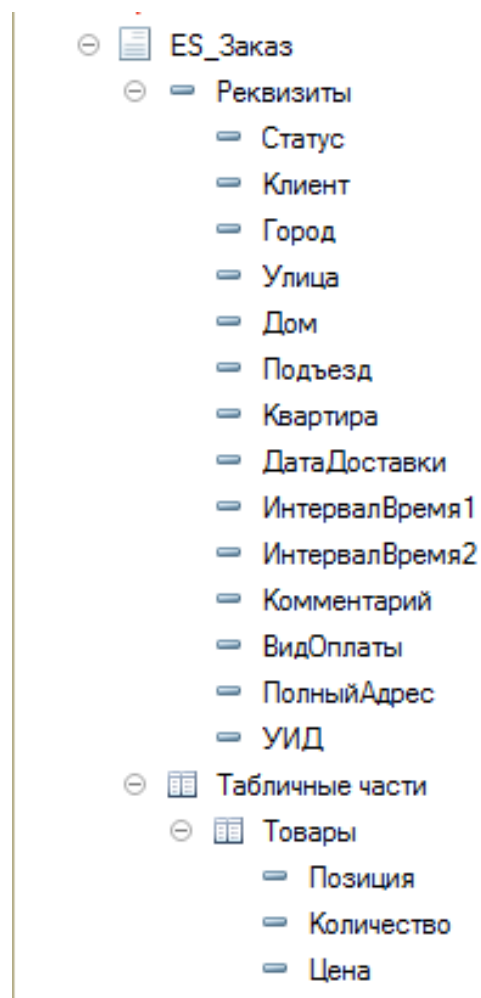 ES_Заказ
Реквизиты
Статус
Клиент
Город
Улица
Дом
Подъезд
Квартира
ДатаДоставки
ИнтервалВремя1
ИнтервалВремя2
Комментарий
ВидОплаты
ПолныйАдрес
УИД
Табличные части
Товары
Позиция
Количество
Цена